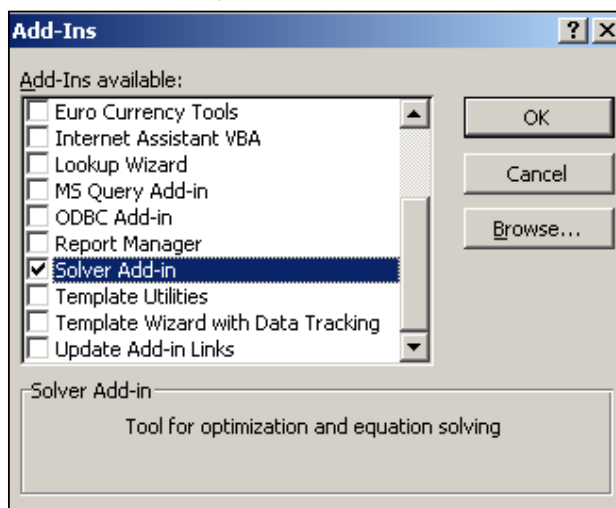 Add-Ins
Add-Ins available:
Euro Currency Tools
Internet Assistant VBA
Lookup Wizard
MS Query Add-in
ODBC Add-in
Report Manager
Solver Add-in
Template Utilities
Template Wizard with Data Tracking
Update Add-in Links
OK
Cancel
Browse...
Solver Add-in
Tool for optimization and equation solving